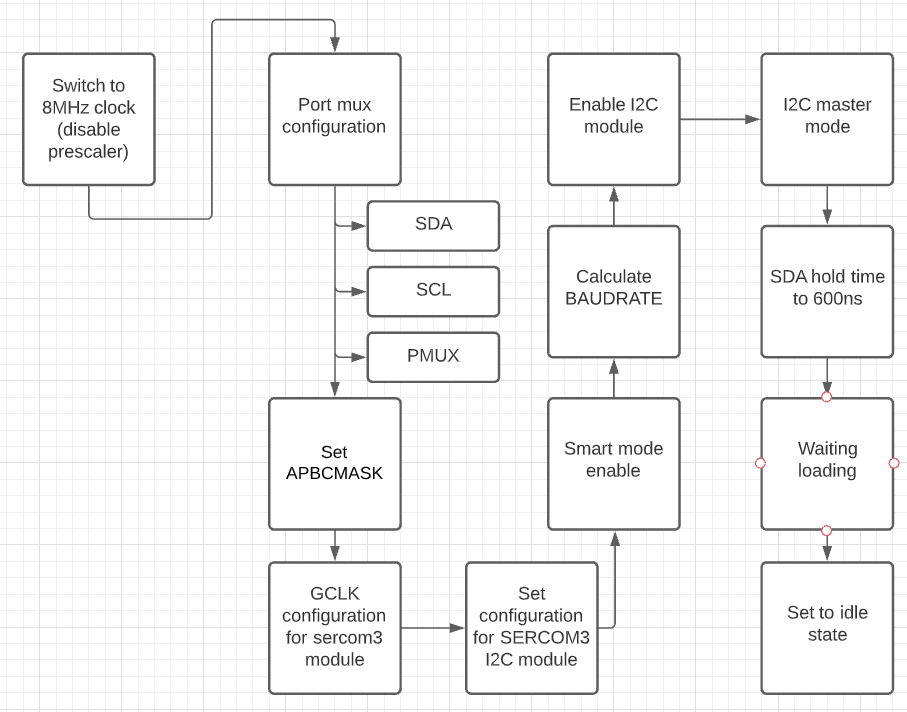 Switch to
8MHz clock
(disable
prescaler)
Port mux
configuration
SDA
SCL
PMUX
Set
APBCMASK
GCLK
configuration
for sercom3
module
Set
configuration
for SERCOM3
I2C module
Smart mode
enable
Calculate
BAUDRATE
Enable I2C
module
I2C master
mode
SDA hold time
to 600ns
Waiting
loading
Set to idle
state